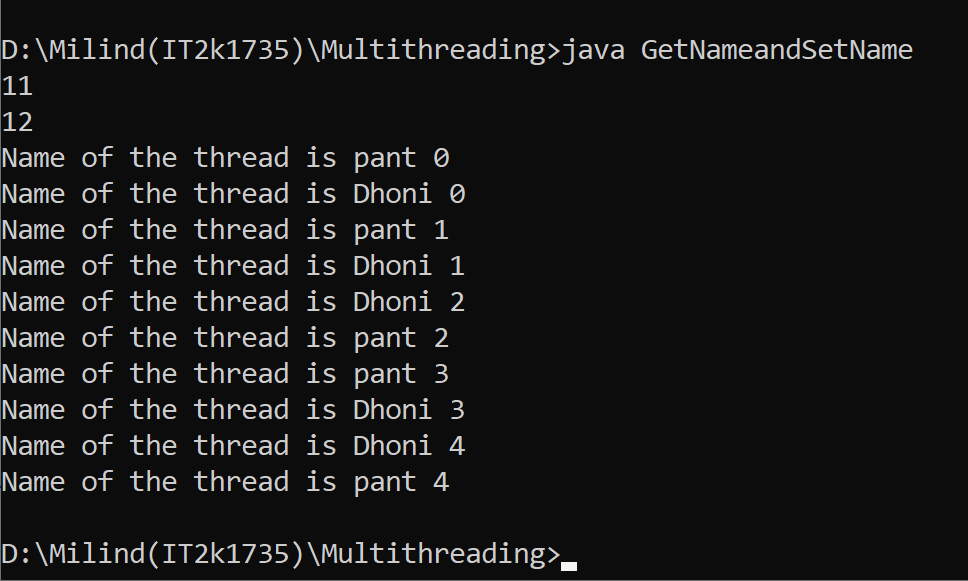 D:\Milind(IT2k1735)\Multithreading>java GetNameandSetName
11
12
Name of the thread is pant 0
Name of the thread is Dhoni 0
Name of the thread is pant 1
Name of the thread is Dhoni 1
Name of the thread is Dhoni 2
Name of the thread is pant 2
Name of the thread is pant 3
Name of the thread is Dhoni 3
Name of the thread is Dhoni 4
Name of the thread is pant 4
D:\Milind(IT2k1735)\Multithreading>